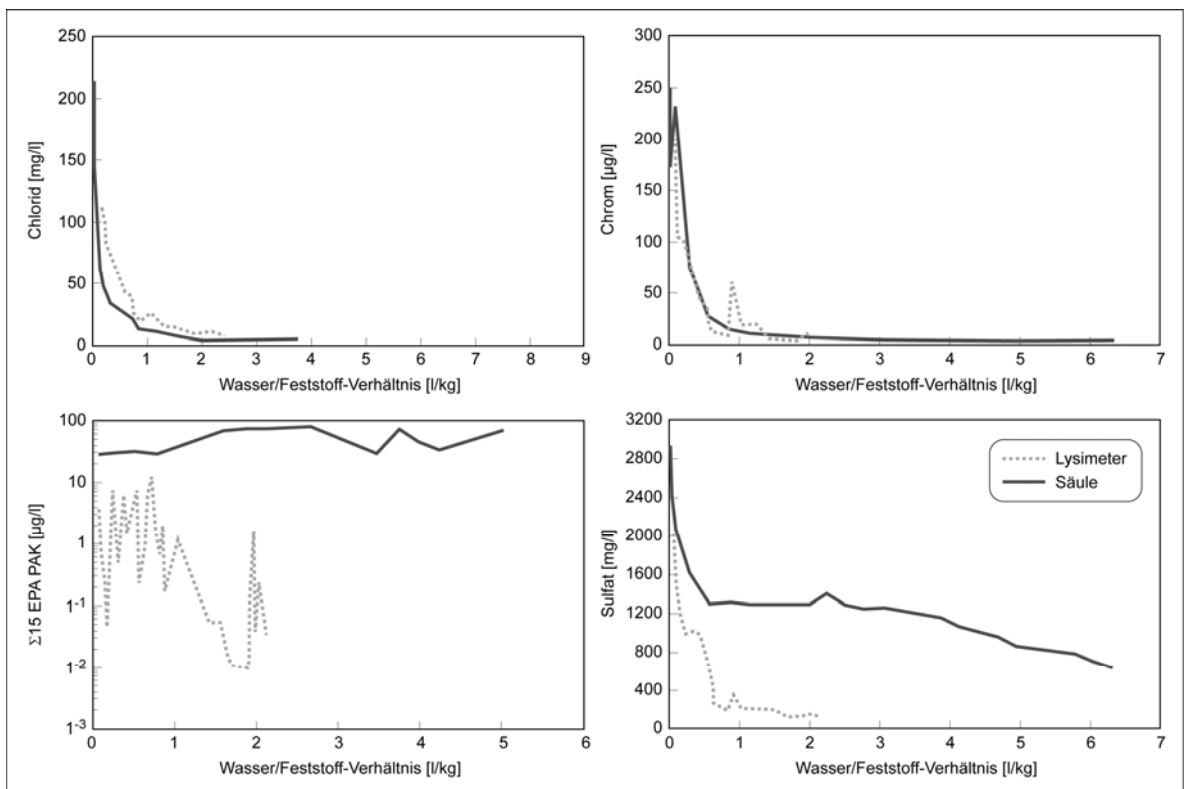 250
200
150
100
50
0
Chlorid [mg/l]
0 1 2 3 4 5 6 7 8 9
Wasser/Feststoff-Verhältnis [l/kg]
300
250
200
150
100
50
0
Chrom [µg/l]
0 1 2 3 4 5 6 7
Wasser/Feststoff-Verhältnis [l/kg]
100
10
1
1-1
1-2
1-3
Σ15 EPA PAK [µg/l]
0 1 2 3 4 5 6
Wasser/Feststoff-Verhältnis [l/kg]
3200
2800
2400
2000
1600
1200
800
400
0
Sulfat [mg/l]
Lysimeter
Säule
0 1 2 3 4 5 6 7
Wasser/Feststoff-Verhältnis [l/kg]